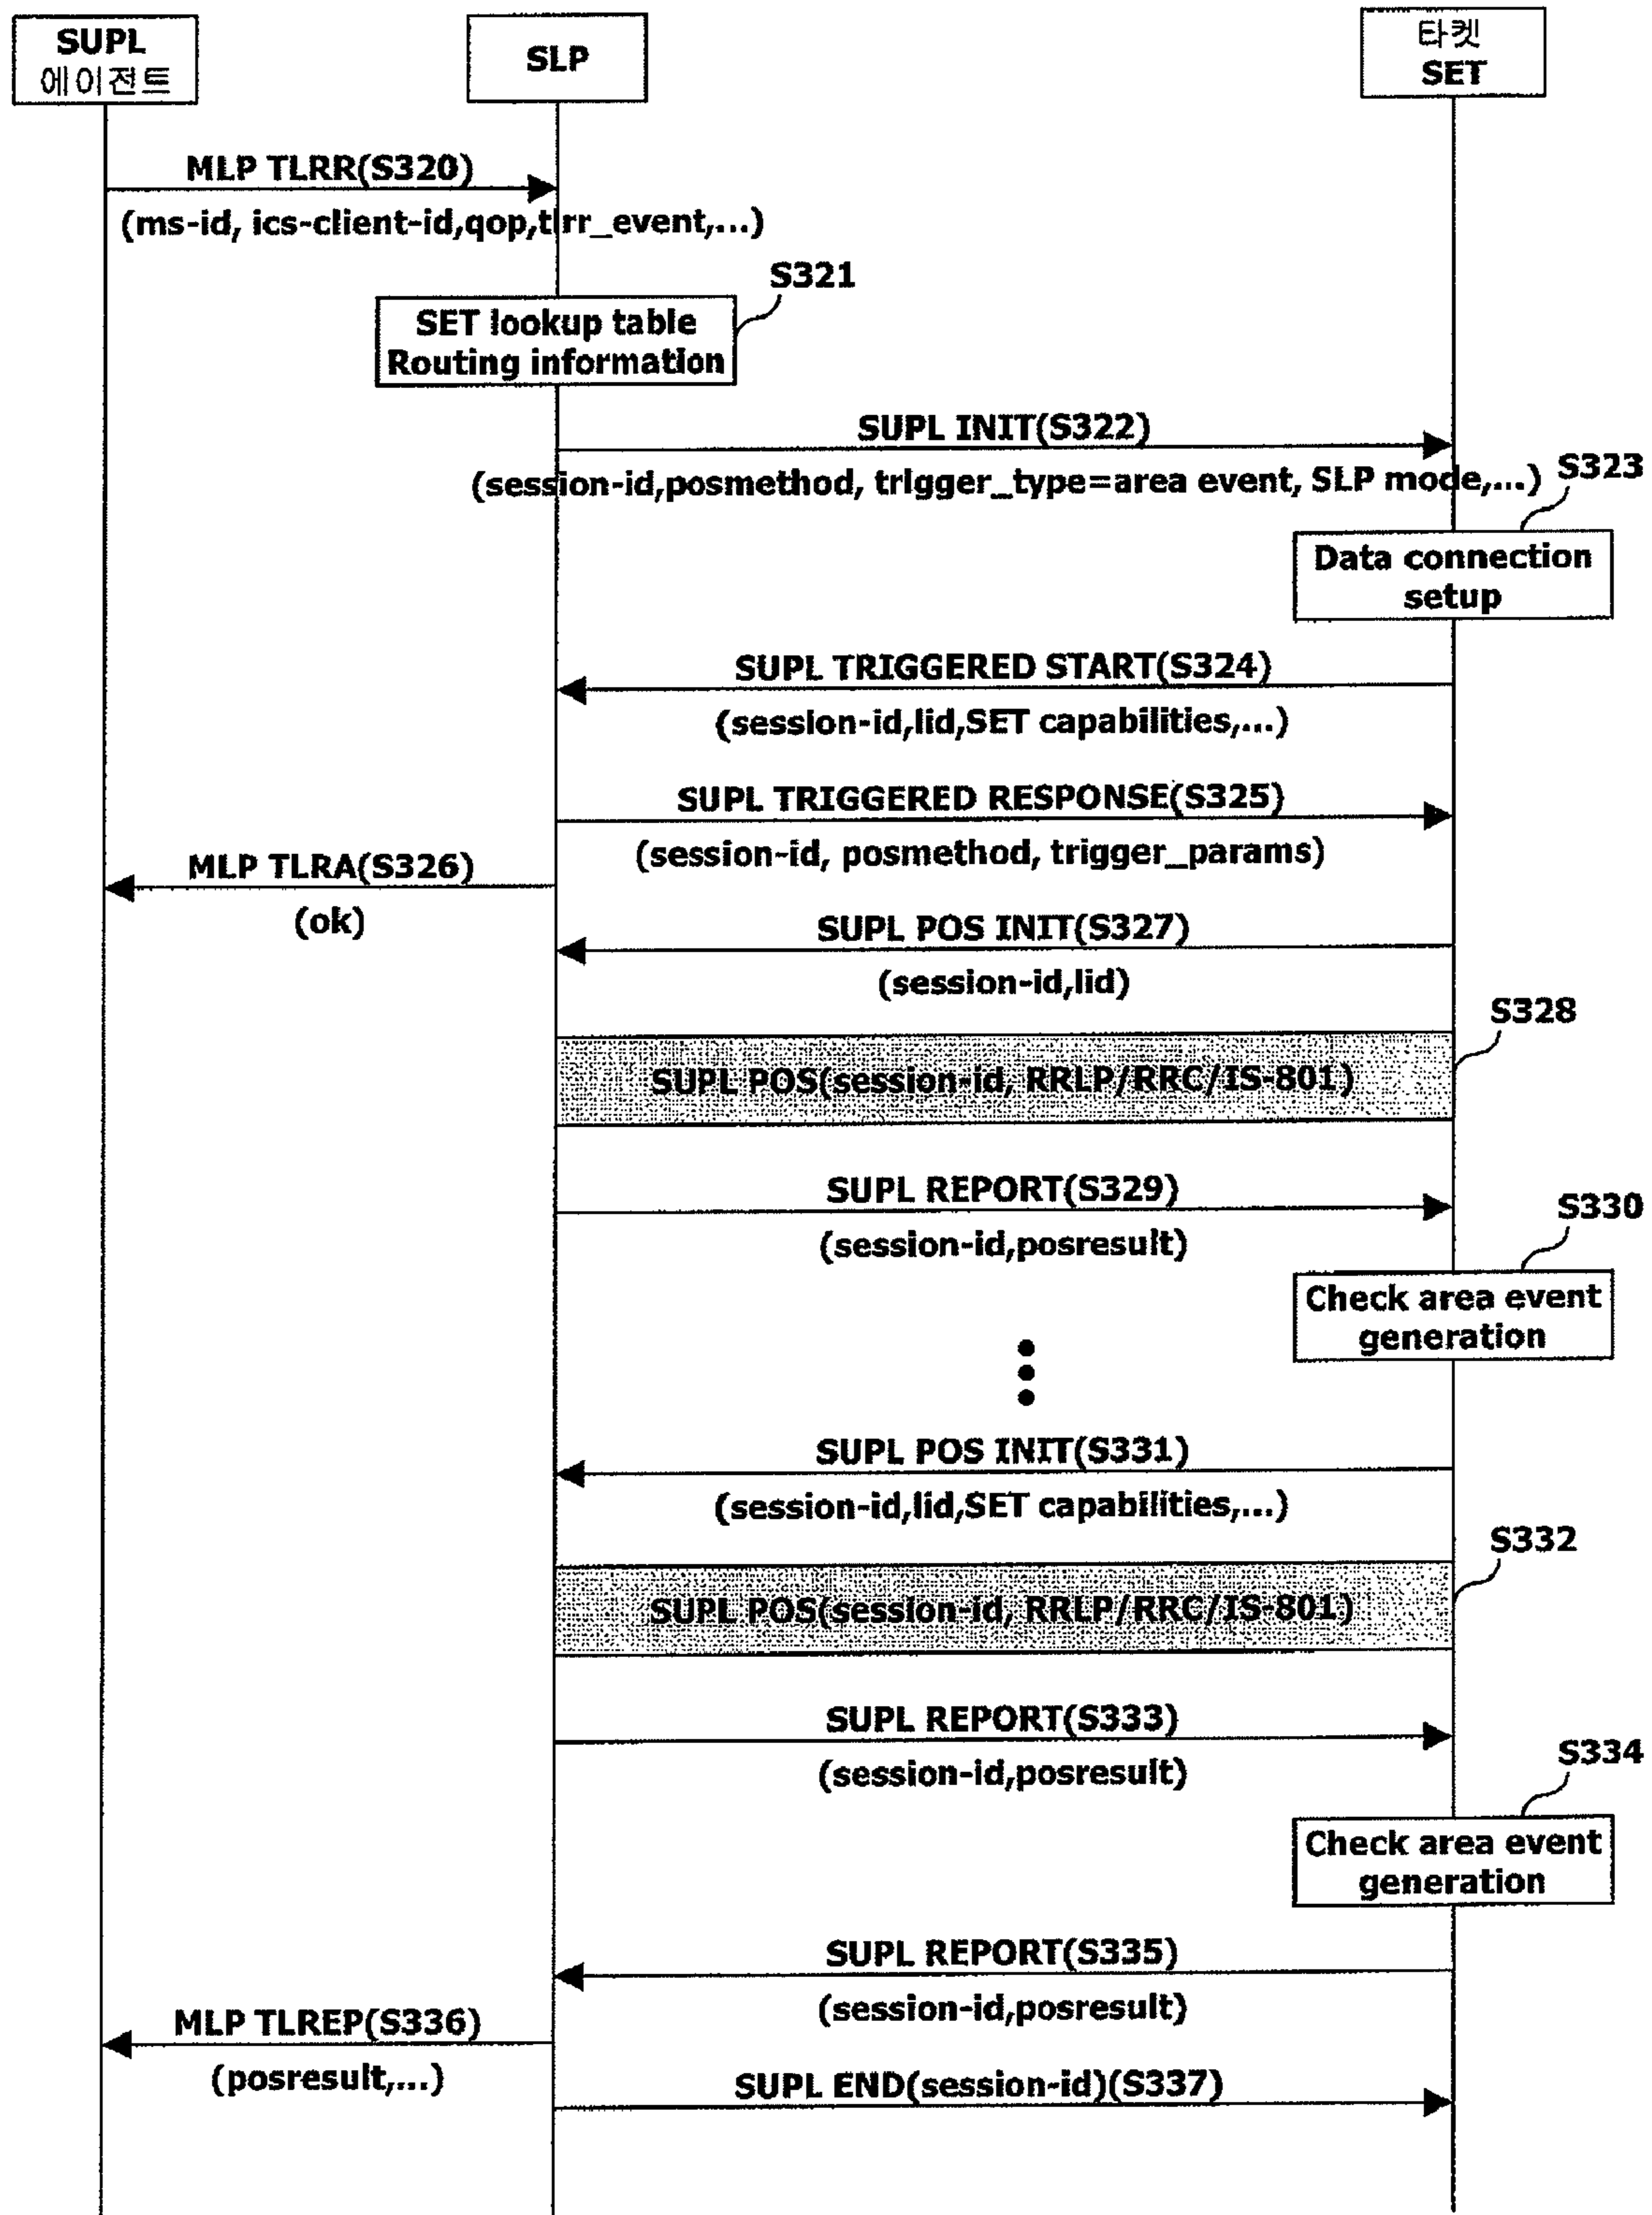 SUPL
에이전트
SLP
타켓
SET
MLP TLRR(S320)
(ms-id, ics-client-id,qop,tlrr_event,...)
S321
SET lookup table
Routing information
SUPL INIT(S322)
(session-id,posmethod, trigger_type=area event, SLP mode,...)
S323
Data connection
setup
SUPL TRIGGERED START(S324)
(session-id,lid,SET capabilities,...)
SUPL TRIGGERED RESPONSE(S325)
(session-id, posmethod, trigger_params)
MLP TLRA(S326)
(ok)
SUPL POS INIT(S327)
(session-id,lid)
S328
SUPL POS(session-id, RRLP/RRC/IS-801)
SUPL REPORT(S329)
(session-id,posresult)
S330
Check area event
generation
SUPL POS INIT(S331)
(session-id,lid,SET capabilities,...)
S332
SUPL POS(session-id, RRLP/RRC/IS-801)
SUPL REPORT(S333)
(session-id,posresult)
S334
Check area event
generation
SUPL REPORT(S335)
(session-id,posresult)
MLP TLREP(S336)
(posresult,...)
SUPL END(session-id)(S337)